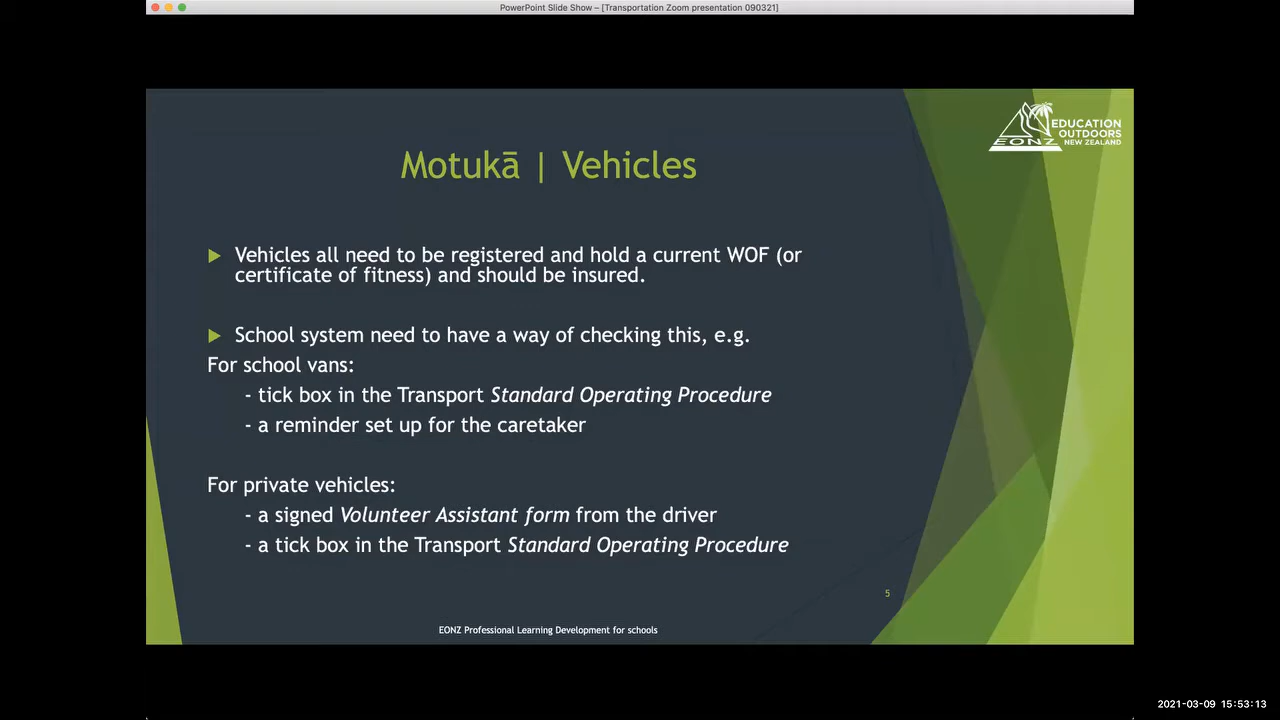 PowerPoint Slide Show – [Transportation Zoom presentation 090321]
EDUCATION
OUTDOORS
NEW ZEALAND
EONZ
Motukā | Vehicles
Vehicles all need to be registered and hold a current WOF (or
certificate of fitness) and should be insured.
School system need to have a way of checking this, e.g.
For school vans:
- tick box in the Transport Standard Operating Procedure
- a reminder set up for the caretaker
For private vehicles:
- a signed Volunteer Assistant form from the driver
- a tick box in the Transport Standard Operating Procedure
5
EONZ Professional Learning Development for schools
2021-03-09 15:53:13